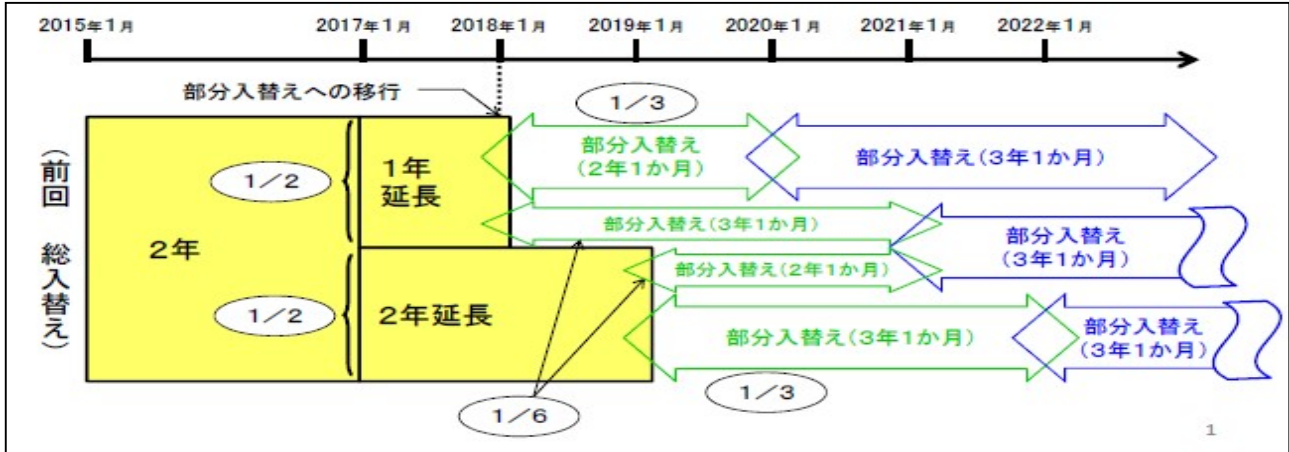 2015年1月
2017年1月
2018年1月
2019年1月
2020年1月
2021年1月
2022年1月
部分入替えへの移行
1／3
(前回 総入替え)
2年
1／2
1年
延長
部分入替え
(2年1か月)
部分入替え(3年1か月)
部分入替え(3年1か月)
部分入替え
(3年1か月)
部分入替え(2年1か月)
1／2
2年延長
部分入替え(3年1か月)
部分入替え
(3年1か月)
1／6
1／3
1